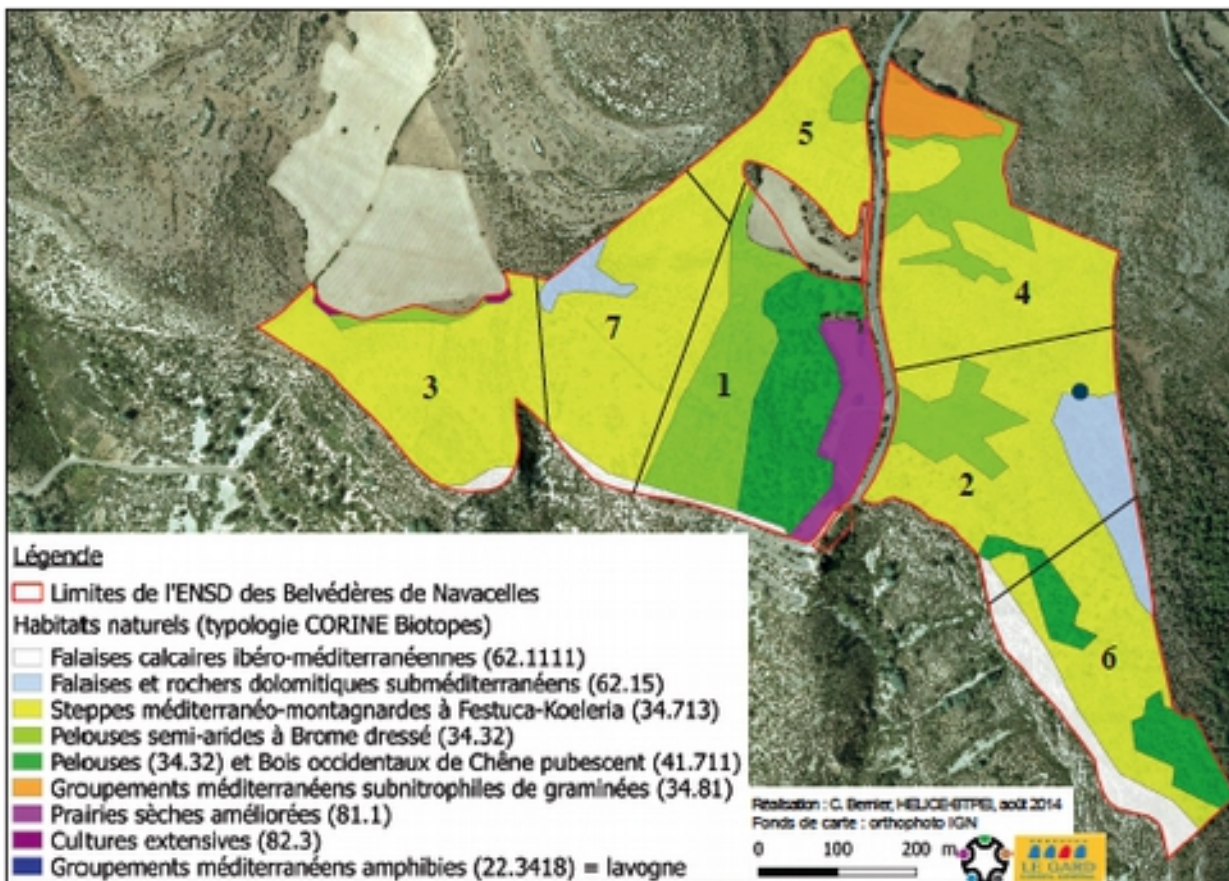 5
4
7
3
1
2
6
Légende
Limites de l'ENSD des Belvédères de Navacelles
Habitats naturels (typologie CORINE Biotopes)
Falaises calcaires ibéro-méditerranéennes (62.1111)
Falaises et rochers dolomitiques subméditerranéens (62.15)
Steppes méditerranéo-montagnardes à Festuca-Koeleria (34.713)
Pelouses semi-arides à Brome dressé (34.32)
Pelouses (34.32) et Bois occidentaux de Chêne pubescent (41.711)
Groupements méditerranéens subnitrophiles de graminées (34.81)
Prairies sèches améliorées (81.1)
Cultures extensives (82.3)
Groupements méditerranéens amphibies (22.3418) = lavogne
Réalisation : C. Bernier, août 2014
Fonds de carte : orthophoto IGN
0 100 200 m
LE GARD